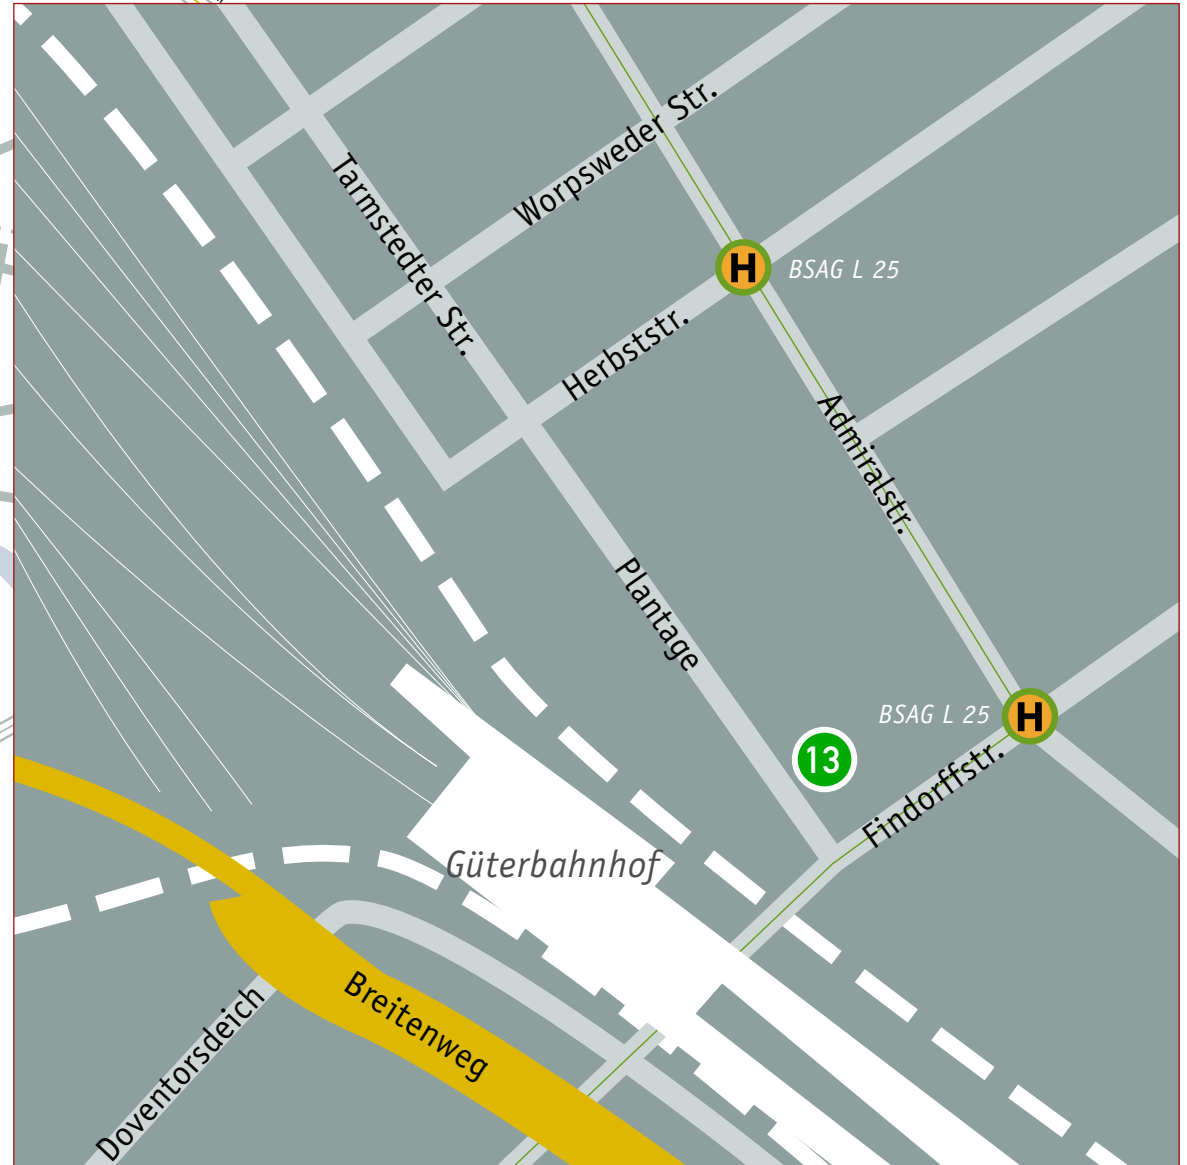 Worpsweder Str.
Tarmstedter Str.
H
BSAG L 25
Herbststr.
Admiralstr.
Plantage
BSAG L 25
H
13
Findorffstr.
Güterbahnhof
Breitenweg
Doventorsdeich